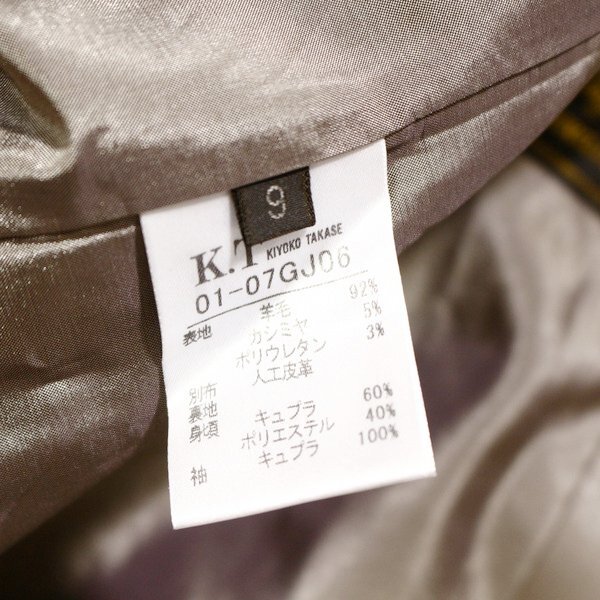 9
K.T KIYOKO TAKASE
01-07GJ06
表地 羊毛 92%
カシミヤ 5%
ポリウレタン 3%
別布 人工皮革
裏地
身頃 キュプラ 60%
ポリエステル 40%
袖 キュプラ 100%